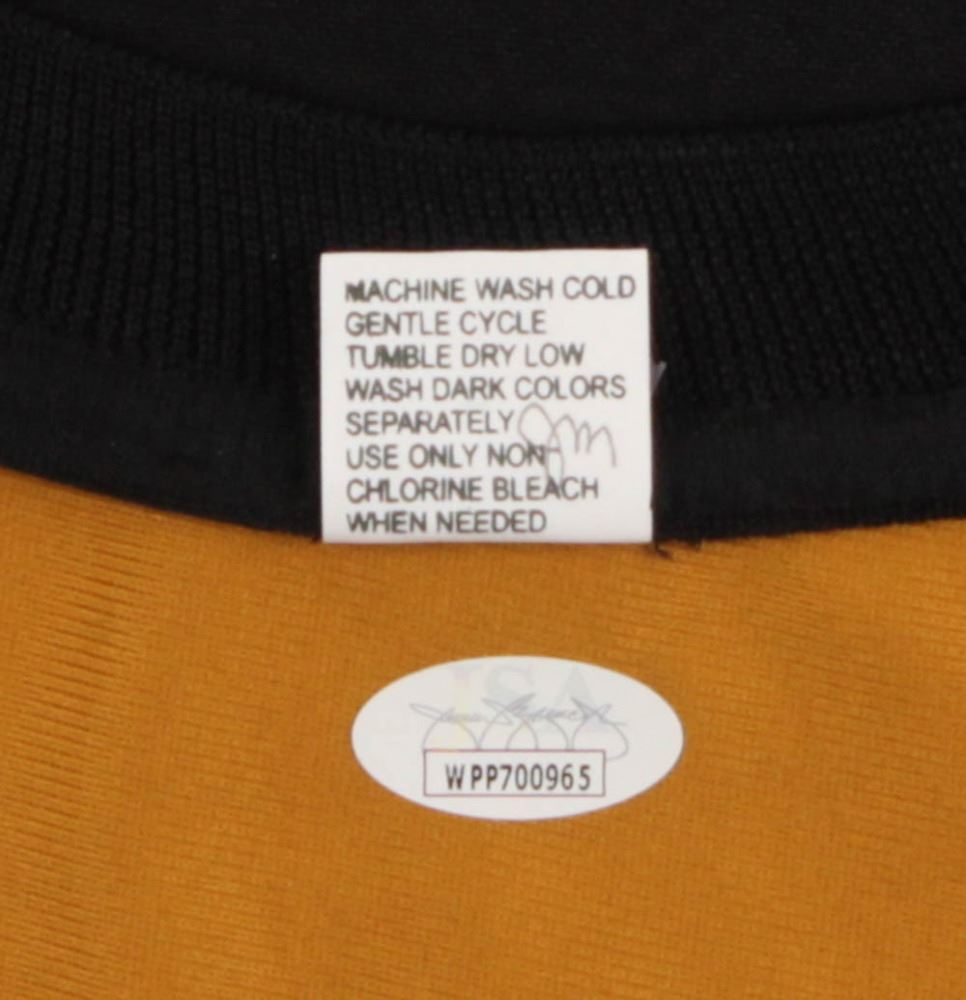 MACHINE WASH COLD
GENTLE CYCLE
TUMBLE DRY LOW
WASH DARK COLORS
SEPARATELY
USE ONLY NON-
CHLORINE BLEACH
WHEN NEEDED
JSA
WPP700965